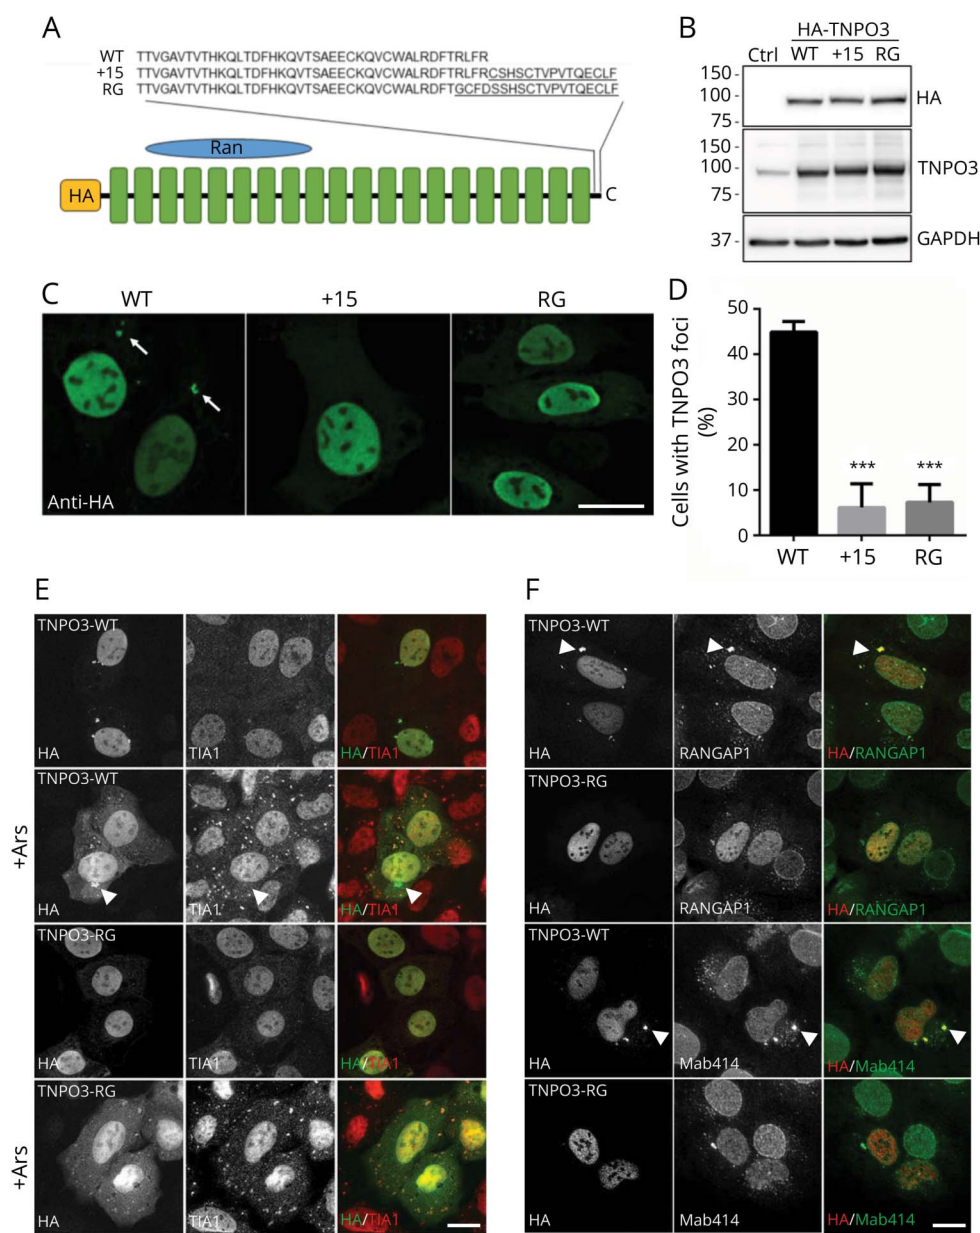 A
WT TTVGAVTVTHKQLTDFHKQVTSAEECKQVCWALRDFTRLFR
+15 TTVGAVTVTHKQLTDFHKQVTSAEECKQVCWALRDFTRLFRCSHSCTVPVTQECLF
RG TTVGAVTVTHKQLTDFHKQVTSAEECKQVCWALRDFTGCFDSSHSCTVPVTQECLF
Ran
HA
C
B
HA-TNPO3
Ctrl WT +15 RG
150 -
100 -
75 -
HA
150 -
100 -
75 -
TNPO3
37 -
GAPDH
C
WT +15 RG
Anti-HA
D
Cells with TNPO3 foci
(%)
50
40
30
20
10
0
*** ***
WT +15 RG
E
TNPO3-WT
HA TIA1 HA/TIA1
+Ars
TNPO3-WT
HA TIA1 HA/TIA1
TNPO3-RG
HA TIA1 HA/TIA1
+Ars
TNPO3-RG
HA TIA1 HA/TIA1
F
TNPO3-WT
HA RANGAP1 HA/RANGAP1
TNPO3-RG
HA RANGAP1 HA/RANGAP1
TNPO3-WT
HA Mab414 HA/Mab414
TNPO3-RG
HA Mab414 HA/Mab414